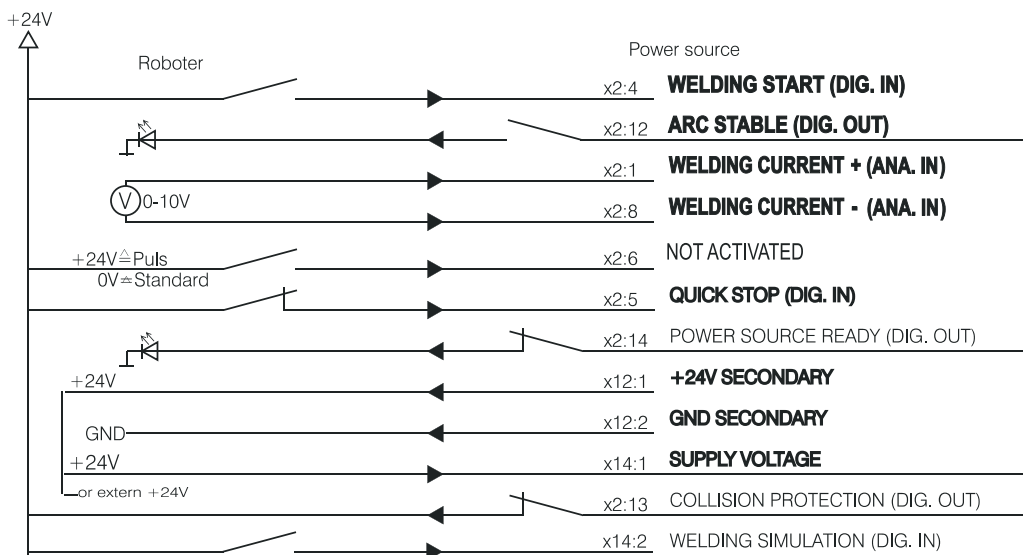 +24V
Roboter
Power source
x2:4 WELDING START (DIG. IN)
x2:12 ARC STABLE (DIG. OUT)
x2:1 WELDING CURRENT + (ANA. IN)
V 0-10V
x2:8 WELDING CURRENT - (ANA. IN)
+24V≙Puls
x2:6 NOT ACTIVATED
0V≙Standard
x2:5 QUICK STOP (DIG. IN)
x2:14 POWER SOURCE READY (DIG. OUT)
+24V
x12:1 +24V SECONDARY
GND
x12:2 GND SECONDARY
+24V
x14:1 SUPPLY VOLTAGE
or extern +24V
x2:13 COLLISION PROTECTION (DIG. OUT)
x14:2 WELDING SIMULATION (DIG. IN)